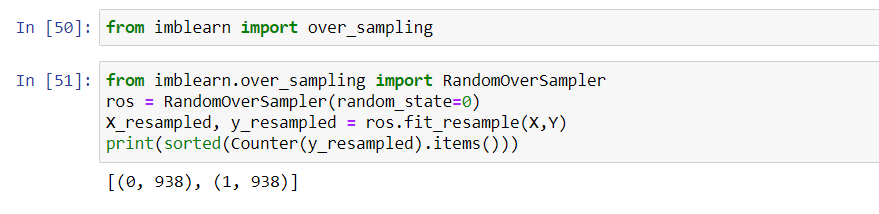 In [50]: from imblearn import over_sampling
In [51]: from imblearn.over_sampling import RandomOverSampler
ros = RandomOverSampler(random_state=0)
X_resampled, y_resampled = ros.fit_resample(X,Y)
print(sorted(Counter(y_resampled).items()))
[(0, 938), (1, 938)]